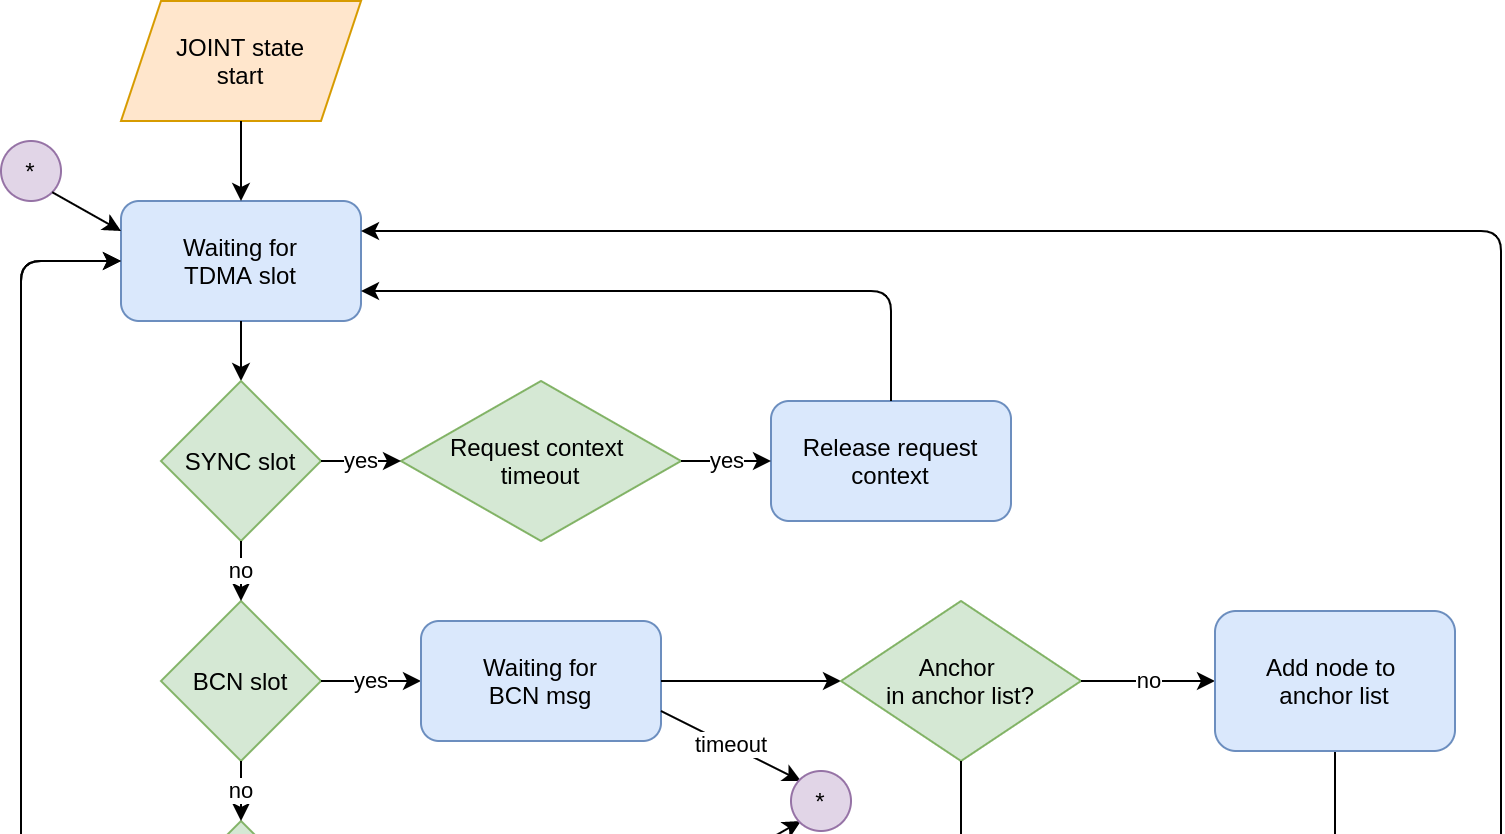 JOINT state
start
*
Waiting for
TDMA slot
SYNC slot
yes
Request context
timeout
yes
Release request
context
no
BCN slot
yes
Waiting for
BCN msg
Anchor
in anchor list?
no
Add node to
anchor list
timeout
*
no